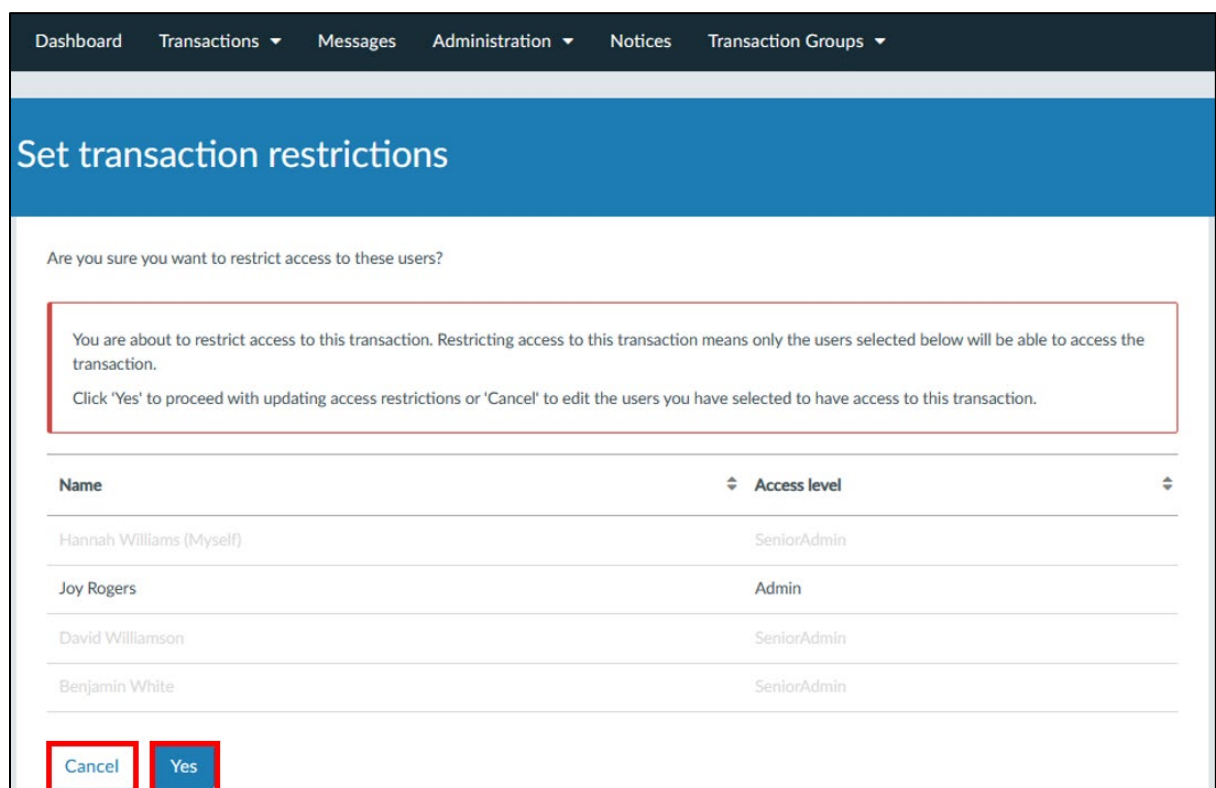 Dashboard Transactions Messages Administration Notices Transaction Groups
Set transaction restrictions
Are you sure you want to restrict access to these users?
You are about to restrict access to this transaction. Restricting access to this transaction means only the users selected below will be able to access the
transaction.
Click 'Yes' to proceed with updating access restrictions or 'Cancel' to edit the users you have selected to have access to this transaction.
Name Access level
Hannah Williams (Myself) SeniorAdmin
Joy Rogers Admin
David Williamson SeniorAdmin
Benjamin White SeniorAdmin
Cancel Yes